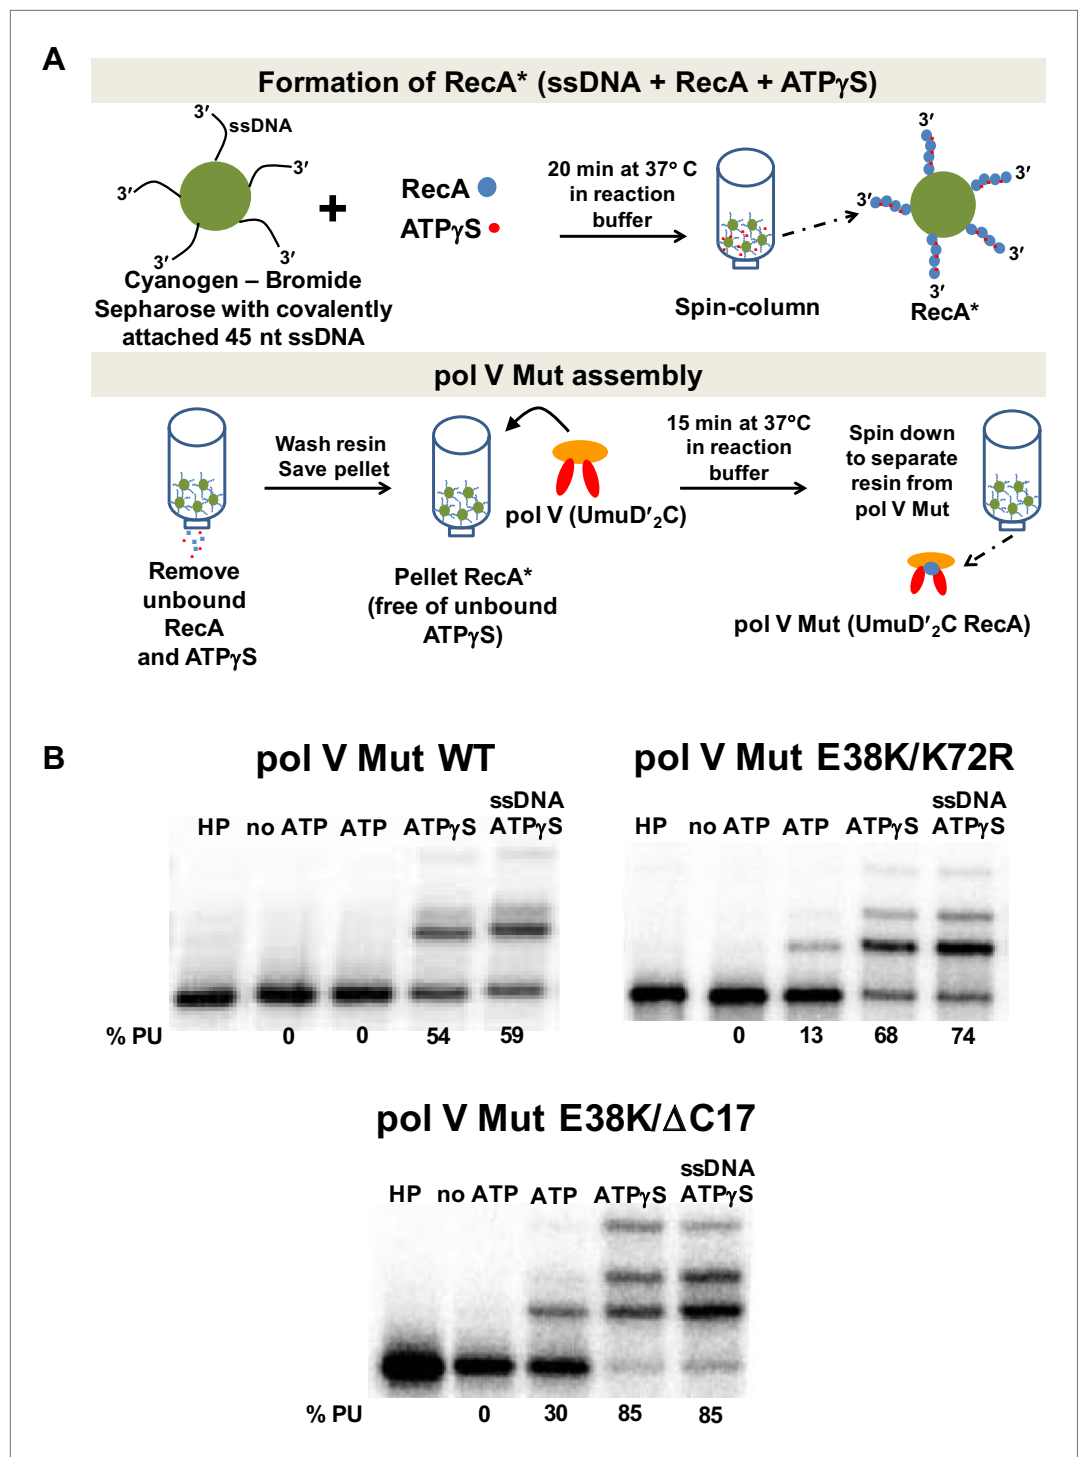 A
Formation of RecA* (ssDNA + RecA + ATPγS)
3′
ssDNA
3′
3′
3′
3′
+
RecA
ATPγS
20 min at 37° C
in reaction
buffer
3′
3′
3′
3′
3′
Cyanogen – Bromide
Sepharose with covalently
attached 45 nt ssDNA
Spin-column
RecA*
pol V Mut assembly
Wash resin
Save pellet
15 min at 37°C
in reaction
buffer
Spin down
to separate
resin from
pol V Mut
pol V (UmuD′₂C)
Remove
unbound
RecA
and ATPγS
Pellet RecA*
(free of unbound
ATPγS)
pol V Mut (UmuD′₂C RecA)
B
pol V Mut WT
HP no ATP ATP ATPγS ssDNA ATPγS
% PU 0 0 54 59
pol V Mut E38K/K72R
HP no ATP ATP ATPγS ssDNA ATPγS
0 13 68 74
pol V Mut E38K/ΔC17
HP no ATP ATP ATPγS ssDNA ATPγS
% PU 0 30 85 85